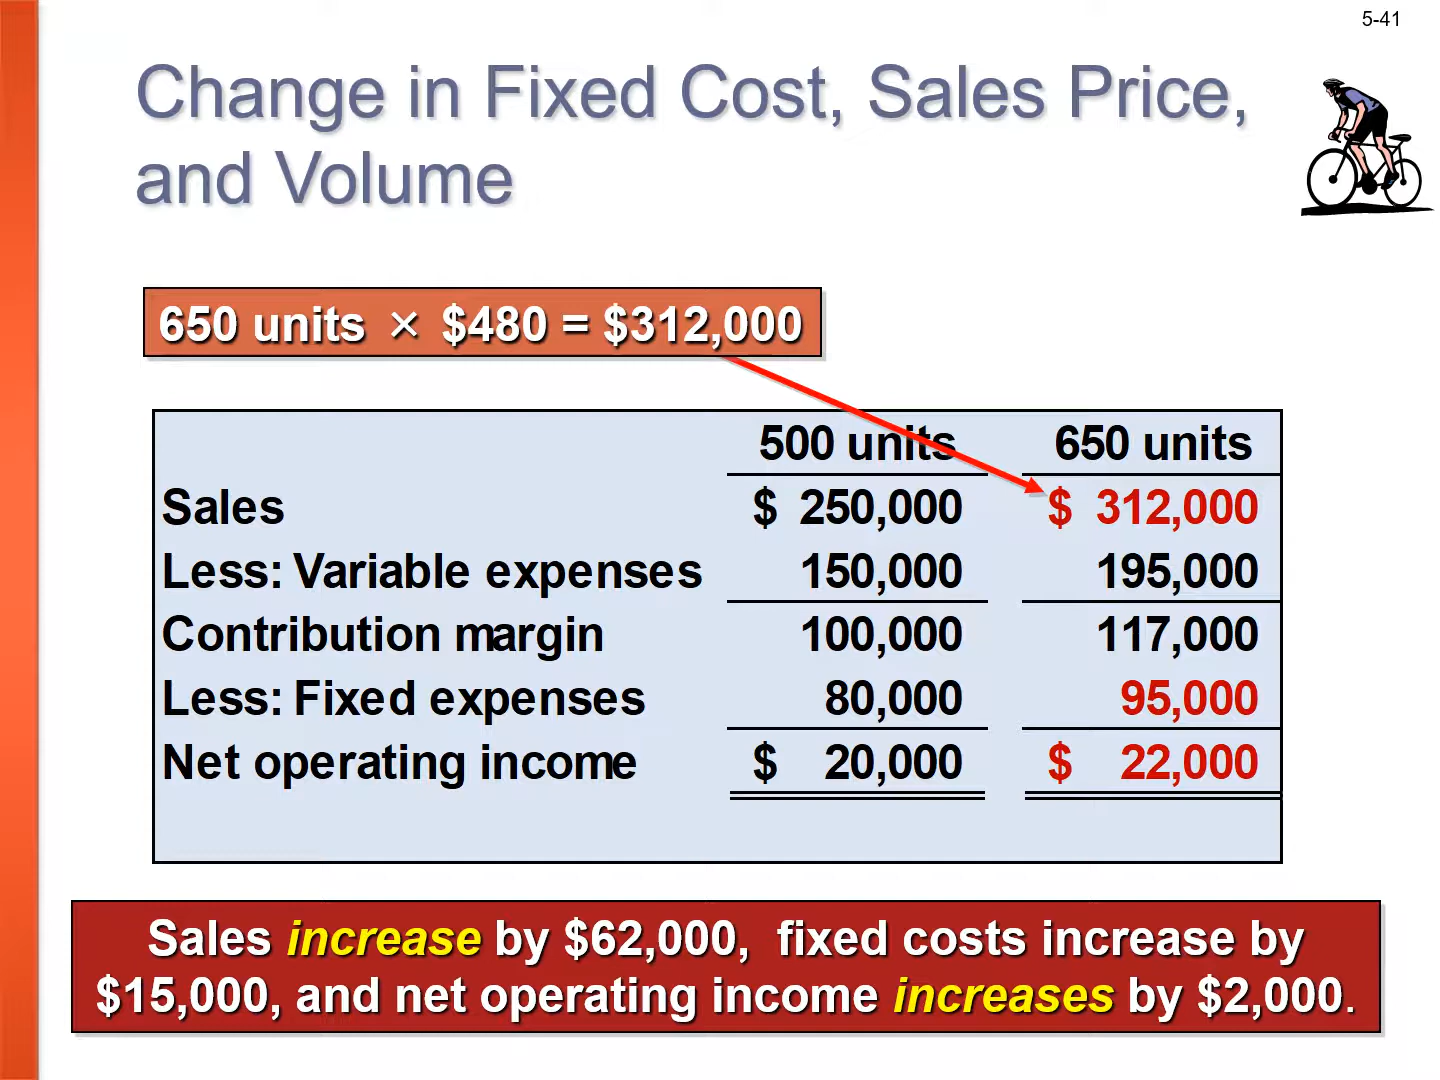 5-41
Change in Fixed Cost, Sales Price,
and Volume
650 units × $480 = $312,000
500 units 650 units
Sales $ 250,000 $ 312,000
Less: Variable expenses 150,000 195,000
Contribution margin 100,000 117,000
Less: Fixed expenses 80,000 95,000
Net operating income $ 20,000 $ 22,000
Sales increase by $62,000, fixed costs increase by
$15,000, and net operating income increases by $2,000.